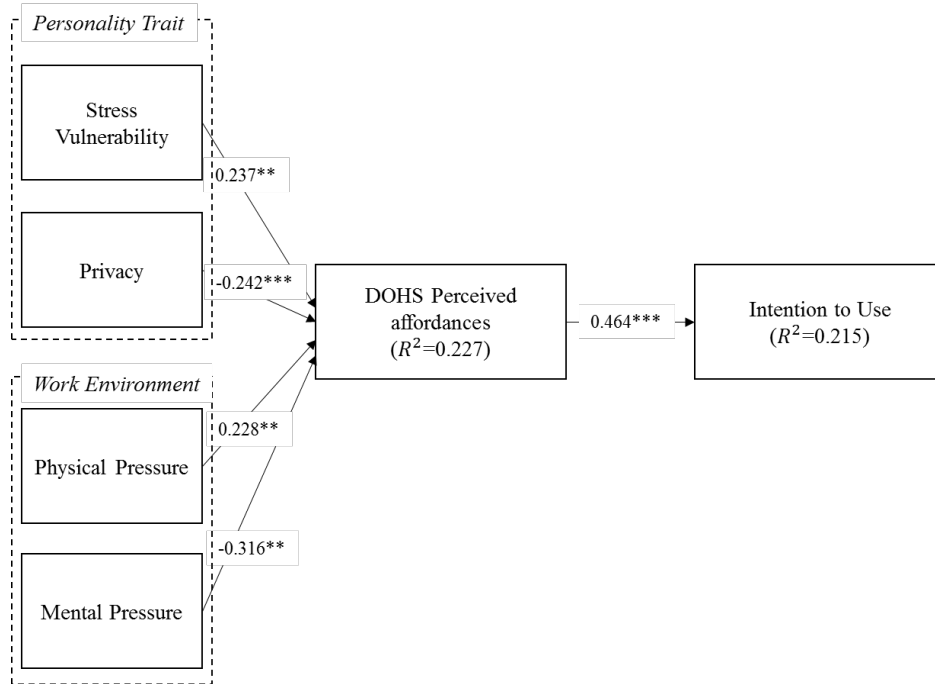 Personality Trait
Stress
Vulnerability
0.237**
Privacy
-0.242***
DOHS Perceived
affordances
(R²=0.227)
0.464***
Intention to Use
(R²=0.215)
Work Environment
0.228**
Physical Pressure
-0.316**
Mental Pressure